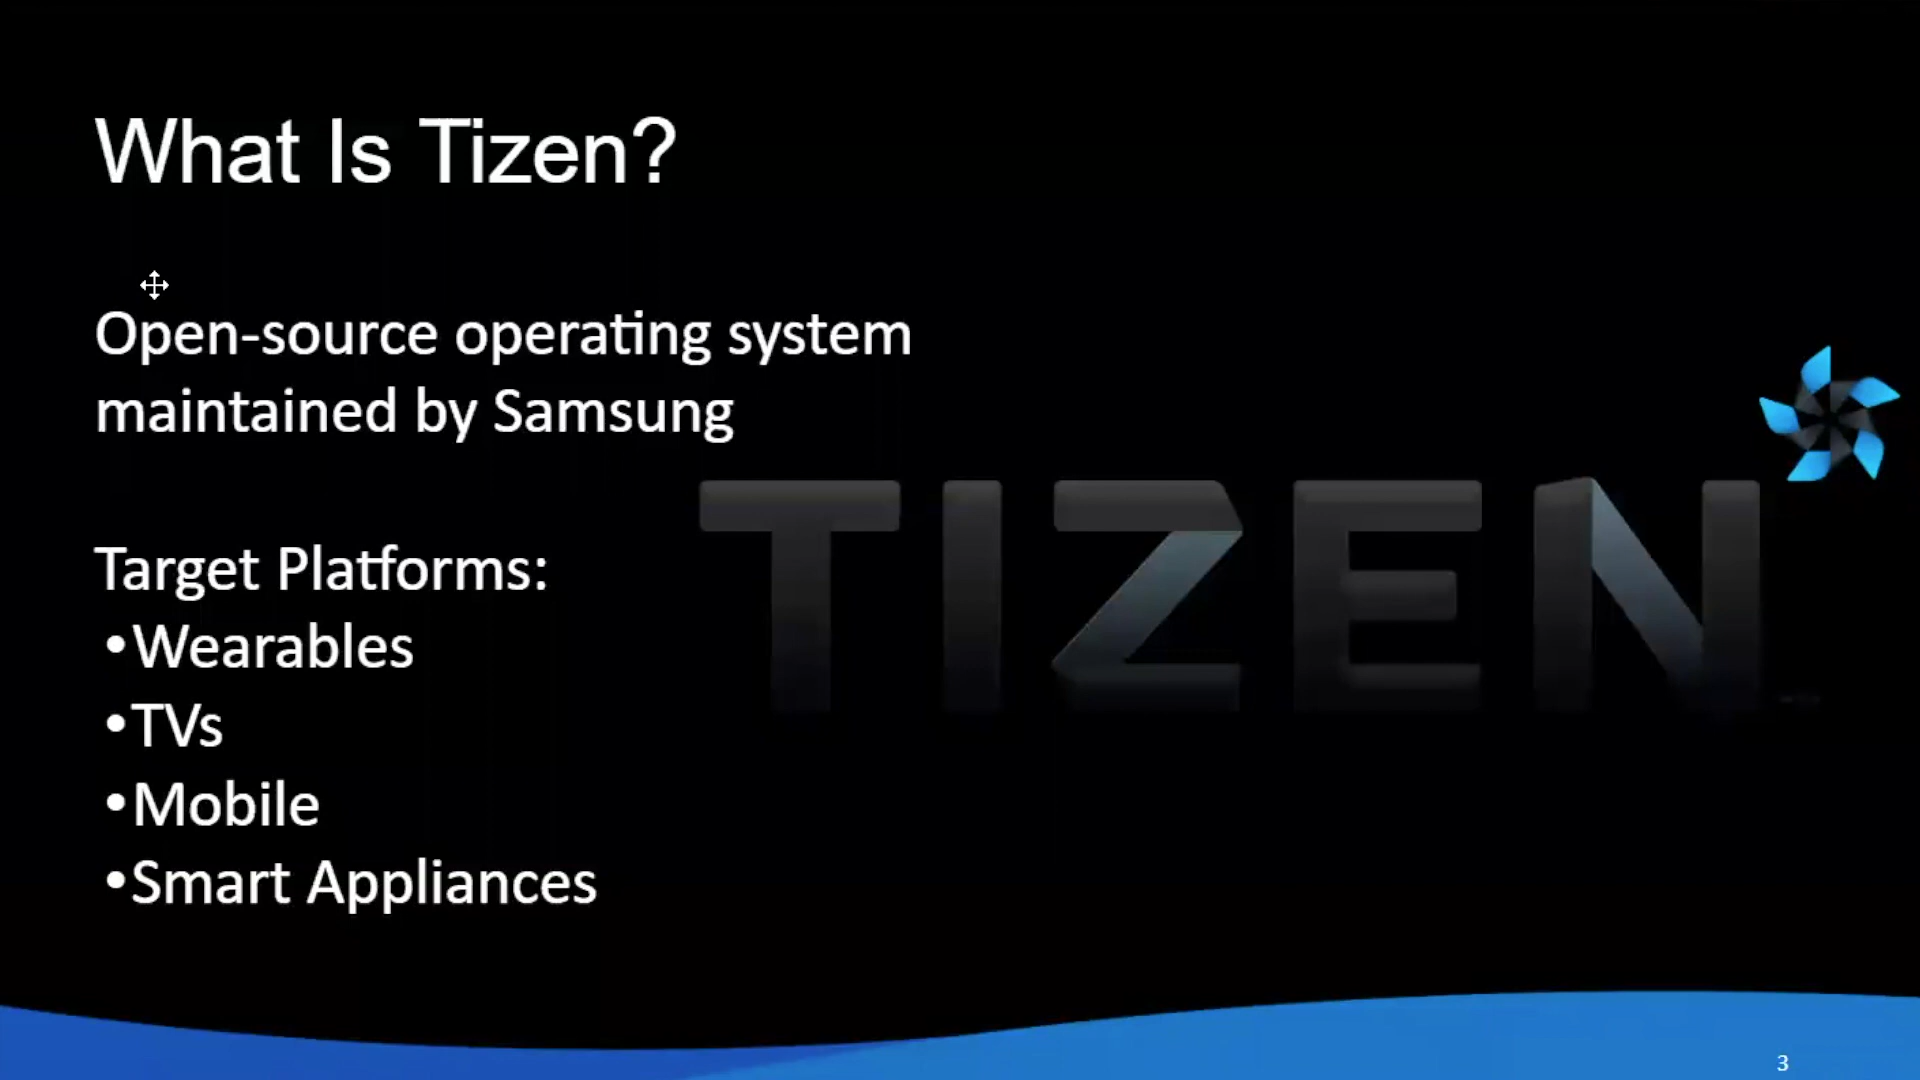 What Is Tizen?
Open-source operating system
maintained by Samsung
Target Platforms:
•Wearables
•TVs
•Mobile
•Smart Appliances
TIZEN
3